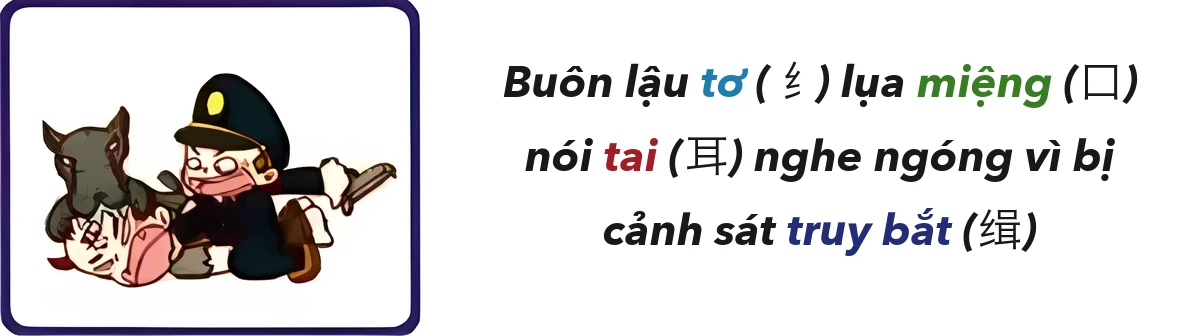 Buôn lậu tơ (纟) lụa miệng (口)
nói tai (耳) nghe ngóng vì bị
cảnh sát truy bắt (缉)